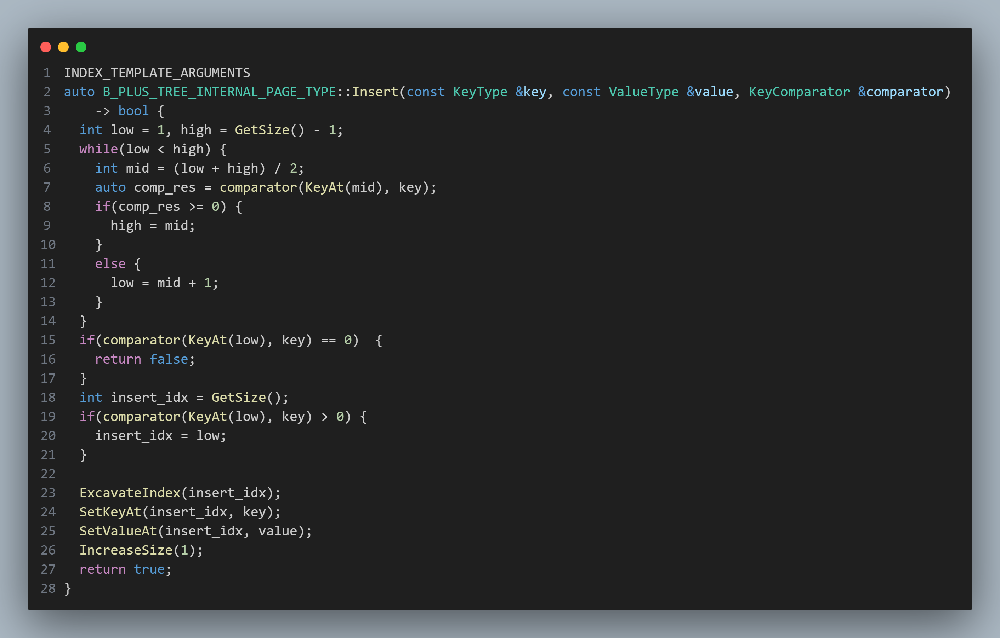 1 INDEX_TEMPLATE_ARGUMENTS
2 auto B_PLUS_TREE_INTERNAL_PAGE_TYPE::Insert(const KeyType &key, const ValueType &value, KeyComparator &comparator)
3     -> bool {
4   int low = 1, high = GetSize() - 1;
5   while(low < high) {
6     int mid = (low + high) / 2;
7     auto comp_res = comparator(KeyAt(mid), key);
8     if(comp_res >= 0) {
9       high = mid;
10     }
11     else {
12       low = mid + 1;
13     }
14   }
15   if(comparator(KeyAt(low), key) == 0)  {
16     return false;
17   }
18   int insert_idx = GetSize();
19   if(comparator(KeyAt(low), key) > 0) {
20     insert_idx = low;
21   }
22
23   ExcavateIndex(insert_idx);
24   SetKeyAt(insert_idx, key);
25   SetValueAt(insert_idx, value);
26   IncreaseSize(1);
27   return true;
28 }